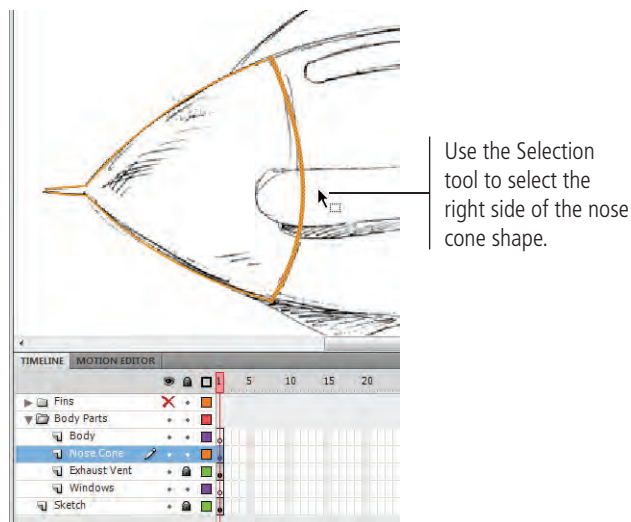 Use the Selection
tool to select the
right side of the nose
cone shape.
TIMELINE MOTION EDITOR
1 5 10 15 20
Fins
Body Parts
Body
Nose Cone
Exhaust Vent
Windows
Sketch